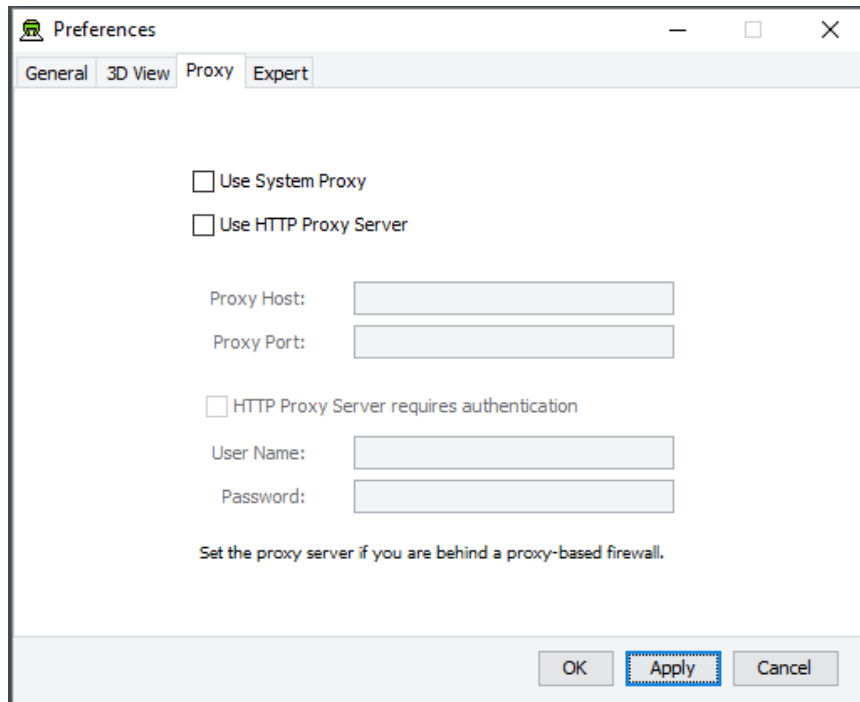 Preferences
General 3D View Proxy Expert
Use System Proxy
Use HTTP Proxy Server
Proxy Host:
Proxy Port:
HTTP Proxy Server requires authentication
User Name:
Password:
Set the proxy server if you are behind a proxy-based firewall.
OK Apply Cancel